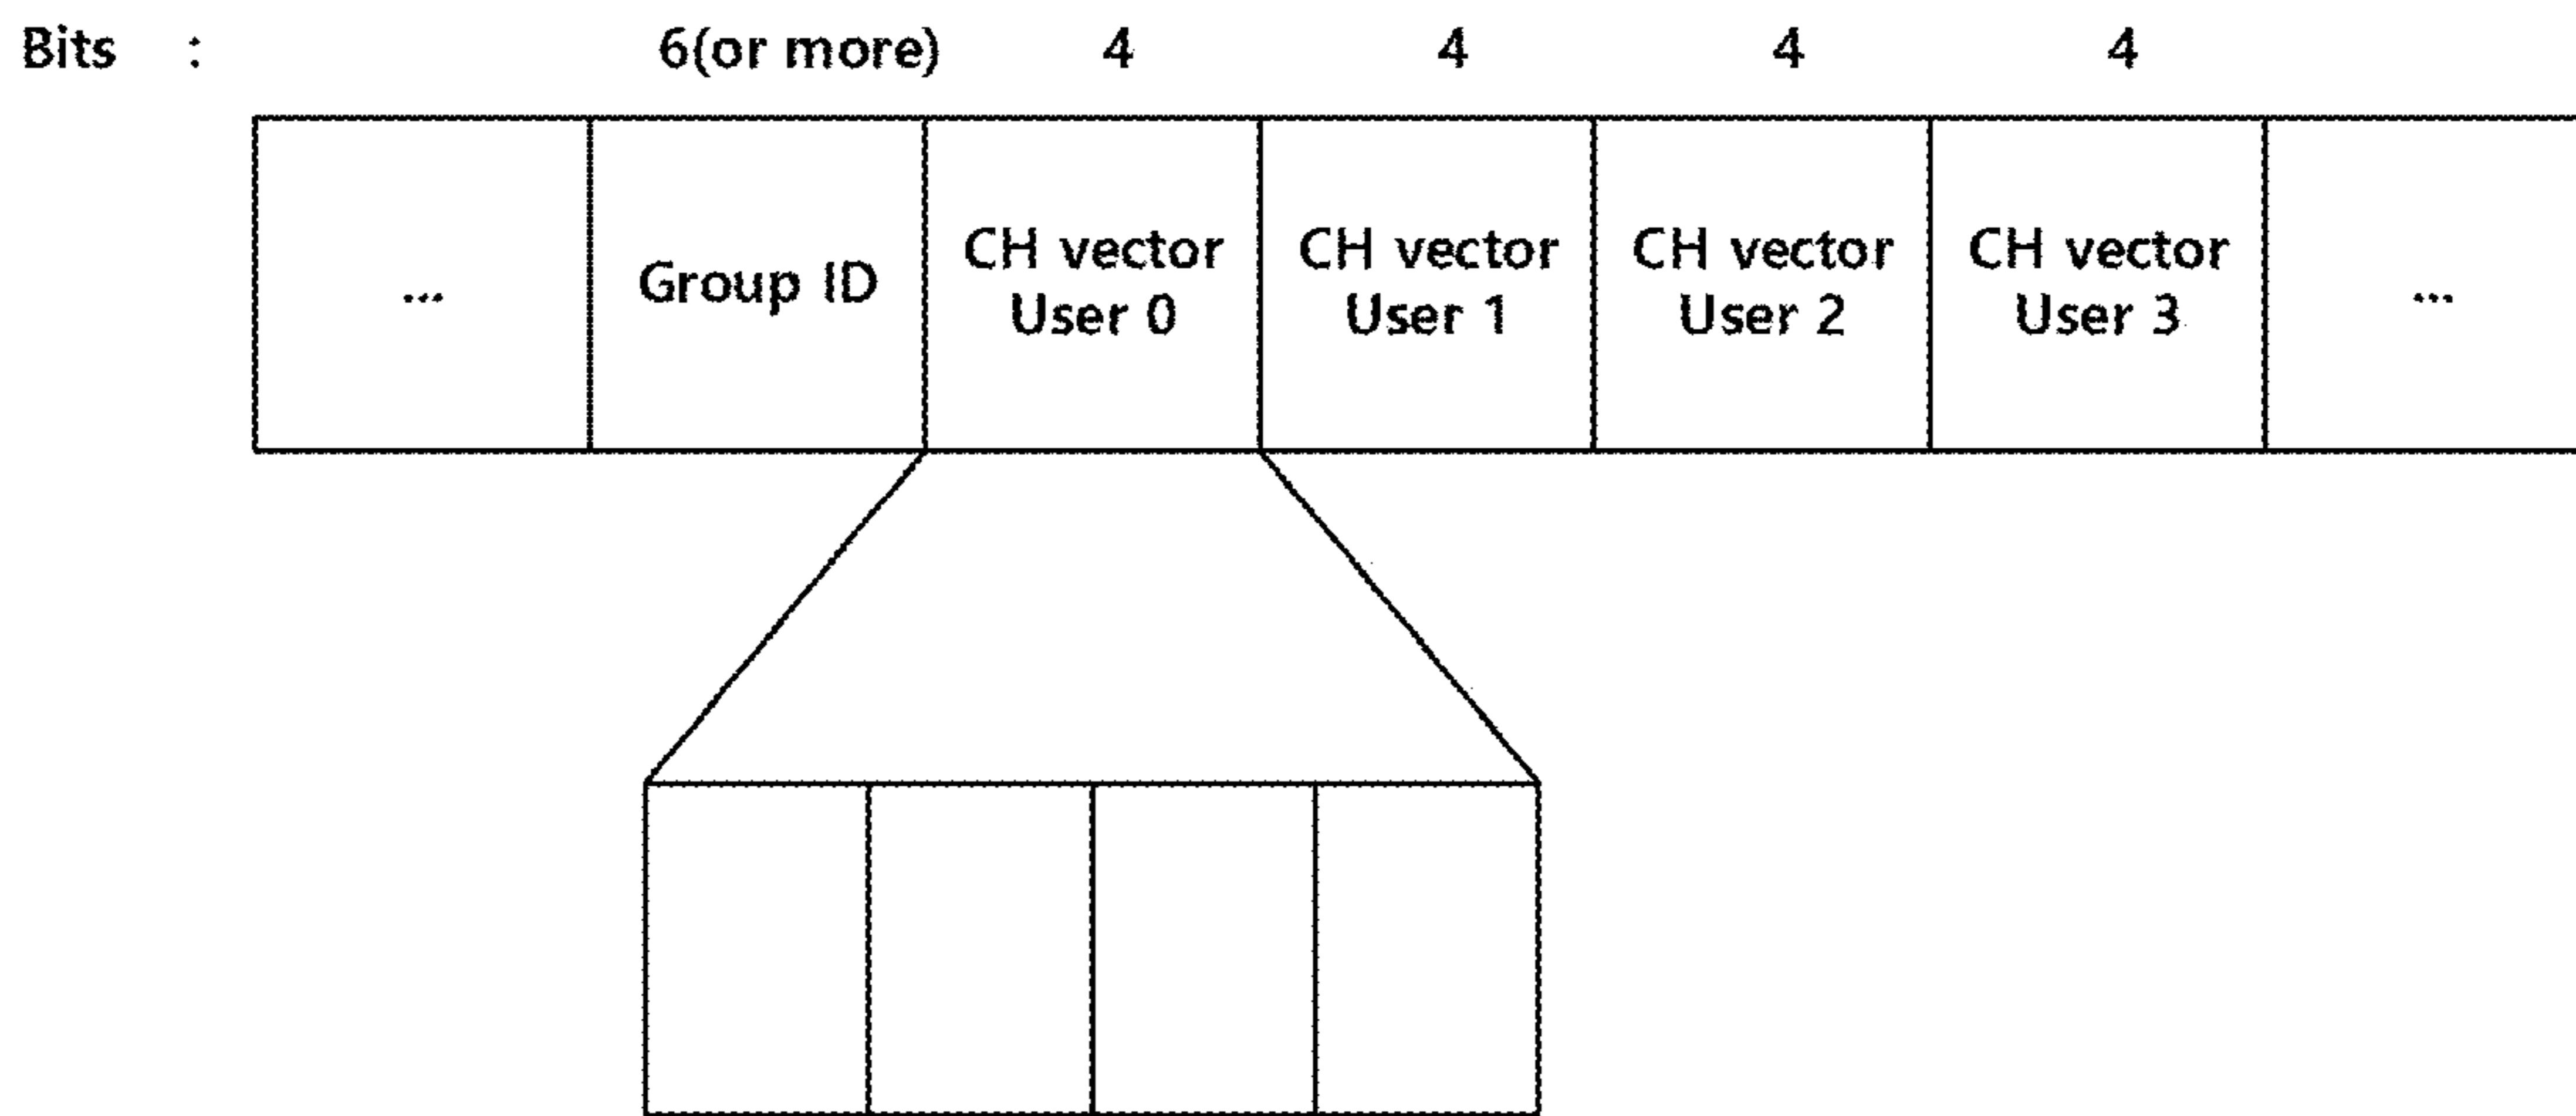 Bits : 6(or more) 4 4 4 4
... Group ID CH vector User 0 CH vector User 1 CH vector User 2 CH vector User 3 ...